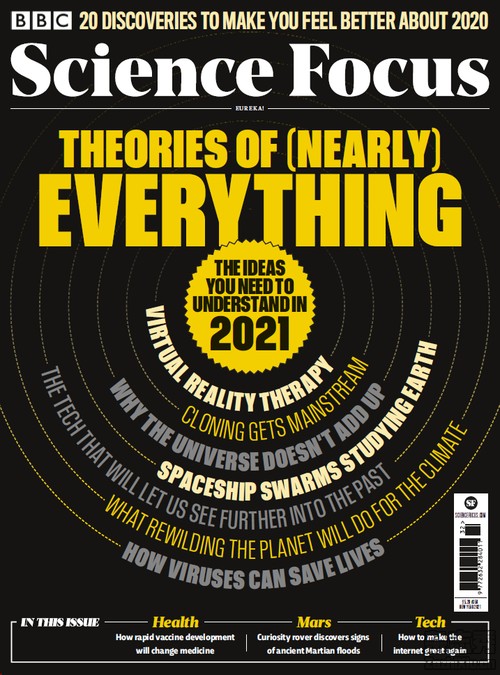 BBC 20 DISCOVERIES TO MAKE YOU FEEL BETTER ABOUT 2020
Science Focus
EUREKA!
THEORIES OF (NEARLY)
EVERYTHING
THE IDEAS
YOU NEED TO
UNDERSTAND IN
2021
VIRTUAL REALITY THERAPY
CLONING GETS MAINSTREAM
WHY THE UNIVERSE DOESN'T ADD UP
SPACESHIP SWARMS STUDYING EARTH
THE TECH THAT WILL LET US SEE FURTHER INTO THE PAST
WHAT REWILDING THE PLANET WILL DO FOR THE CLIMATE
HOW VIRUSES CAN SAVE LIVES
SF
SCIENCEFOCUS.COM
IN THIS ISSUE
Health
How rapid vaccine development
will change medicine
Mars
Curiosity rover discovers signs
of ancient Martian floods
Tech
How to make the
internet great again